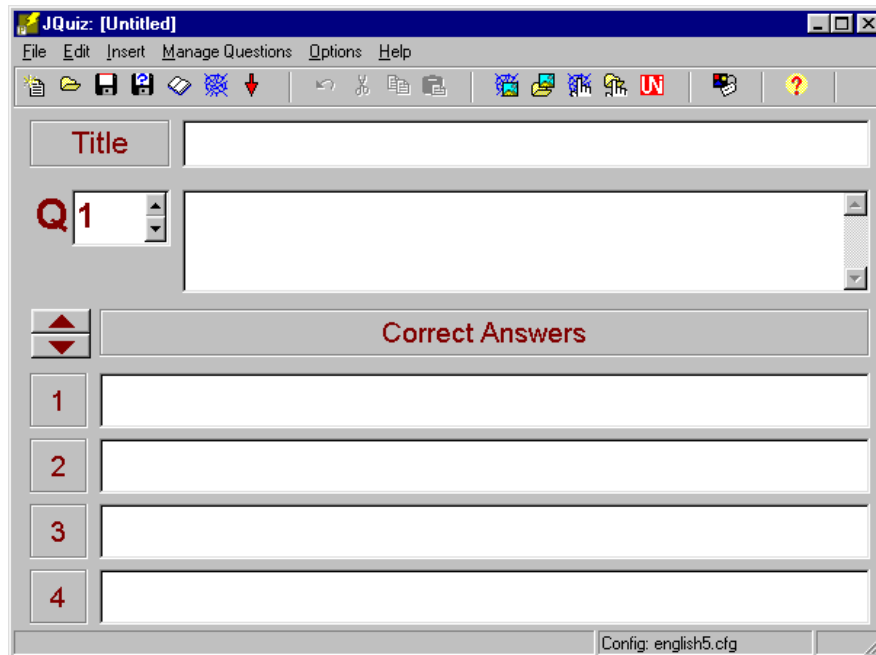 JQuiz: [Untitled]
File Edit Insert Manage Questions Options Help
Title
Q 1
Correct Answers
1
2
3
4
Config: english5.cfg